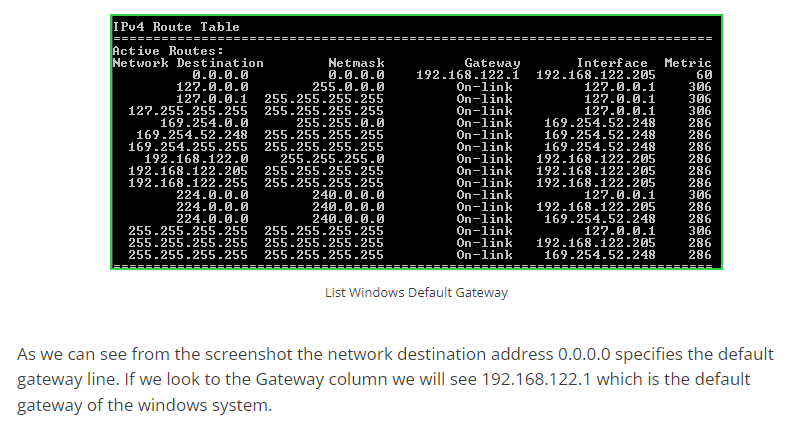 IPv4 Route Table
===========================================================================
Active Routes:
Network Destination Netmask Gateway Interface Metric
0.0.0.0 0.0.0.0 192.168.122.1 192.168.122.205 60
127.0.0.0 255.0.0.0 On-link 127.0.0.1 306
127.0.0.1 255.255.255.255 On-link 127.0.0.1 306
127.255.255.255 255.255.255.255 On-link 127.0.0.1 306
169.254.0.0 255.255.0.0 On-link 169.254.52.248 286
169.254.52.248 255.255.255.255 On-link 169.254.52.248 286
169.254.255.255 255.255.255.255 On-link 169.254.52.248 286
192.168.122.0 255.255.255.0 On-link 192.168.122.205 286
192.168.122.205 255.255.255.255 On-link 192.168.122.205 286
192.168.122.255 255.255.255.255 On-link 192.168.122.205 286
224.0.0.0 240.0.0.0 On-link 127.0.0.1 306
224.0.0.0 240.0.0.0 On-link 192.168.122.205 286
224.0.0.0 240.0.0.0 On-link 169.254.52.248 286
255.255.255.255 255.255.255.255 On-link 127.0.0.1 306
255.255.255.255 255.255.255.255 On-link 192.168.122.205 286
255.255.255.255 255.255.255.255 On-link 169.254.52.248 286
===========================================================================
List Windows Default Gateway
As we can see from the screenshot the network destination address 0.0.0.0 specifies the default
gateway line. If we look to the Gateway column we will see 192.168.122.1 which is the default
gateway of the windows system.